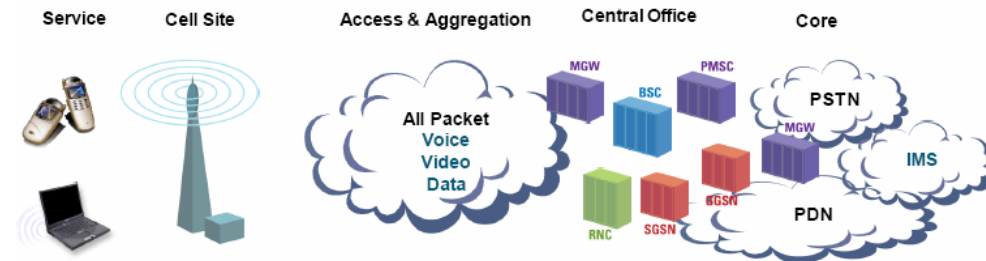 Service
Cell Site
Access & Aggregation
Central Office
Core
All Packet
Voice
Video
Data
MGW
BSC
PMSC
RNC
SGSN
GGSN
MGW
PSTN
IMS
PDN